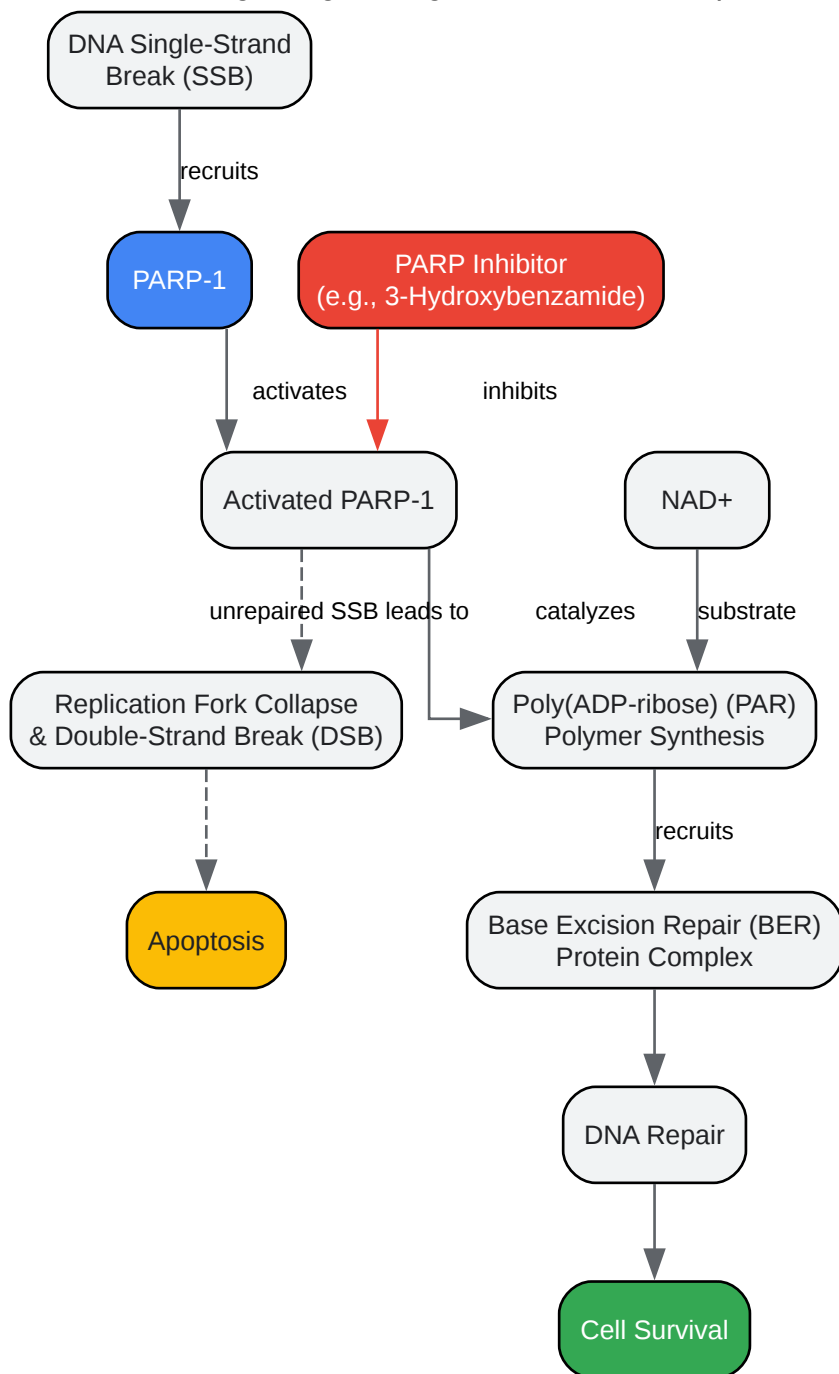 DNA Single-Strand
Break (SSB)
recruits
PARP-1
PARP Inhibitor
(e.g., 3-Hydroxybenzamide)
activates
inhibits
Activated PARP-1
NAD+
unrepaired SSB leads to
catalyzes
substrate
Replication Fork Collapse
& Double-Strand Break (DSB)
Poly(ADP-ribose) (PAR)
Polymer Synthesis
recruits
Apoptosis
Base Excision Repair (BER)
Protein Complex
DNA Repair
Cell Survival